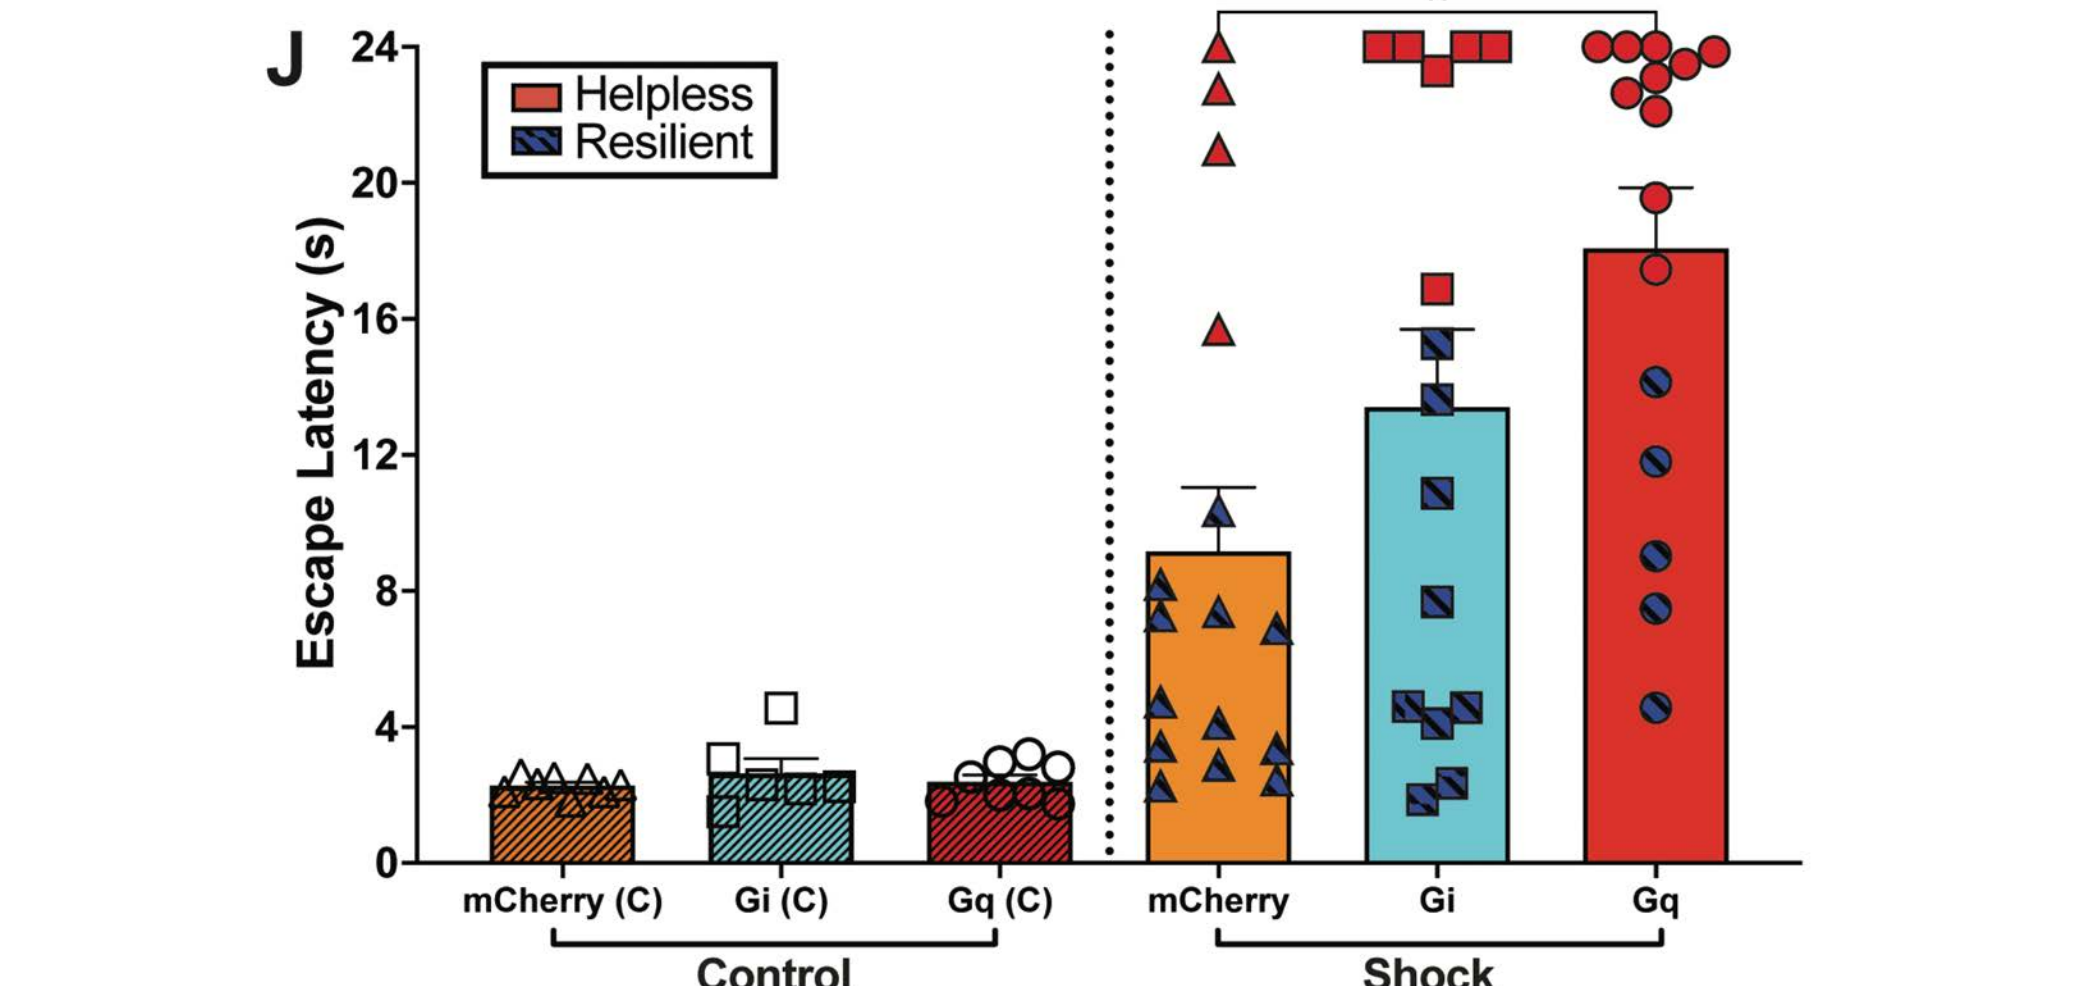 J
Helpless
Resilient
Escape Latency (s)
24
20
16
12
8
4
0
mCherry (C) Gi (C) Gq (C) mCherry Gi Gq
Control Shock